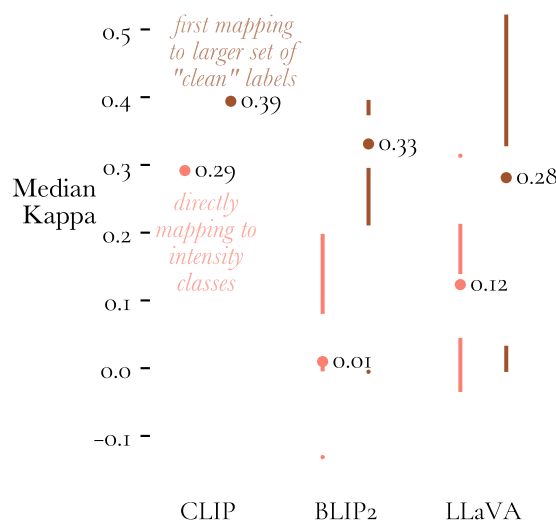 0.5
first mapping
to larger set of
"clean" labels
0.4
0.39
0.33
0.3
0.29
0.28
Median
Kappa
directly
mapping to
intensity
classes
0.2
0.12
0.1
0.01
0.0
−0.1
CLIP BLIP2 LLaVA